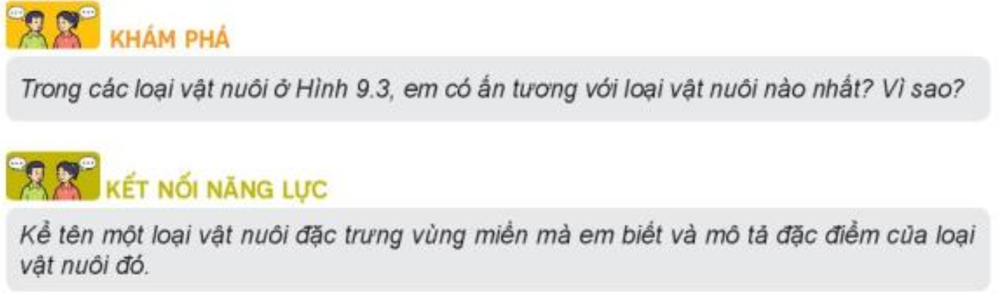 KHÁM PHÁ
Trong các loại vật nuôi ở Hình 9.3, em có ấn tương với loại vật nuôi nào nhất? Vì sao?
KẾT NỐI NĂNG LỰC
Kể tên một loại vật nuôi đặc trưng vùng miền mà em biết và mô tả đặc điểm của loại
vật nuôi đó.